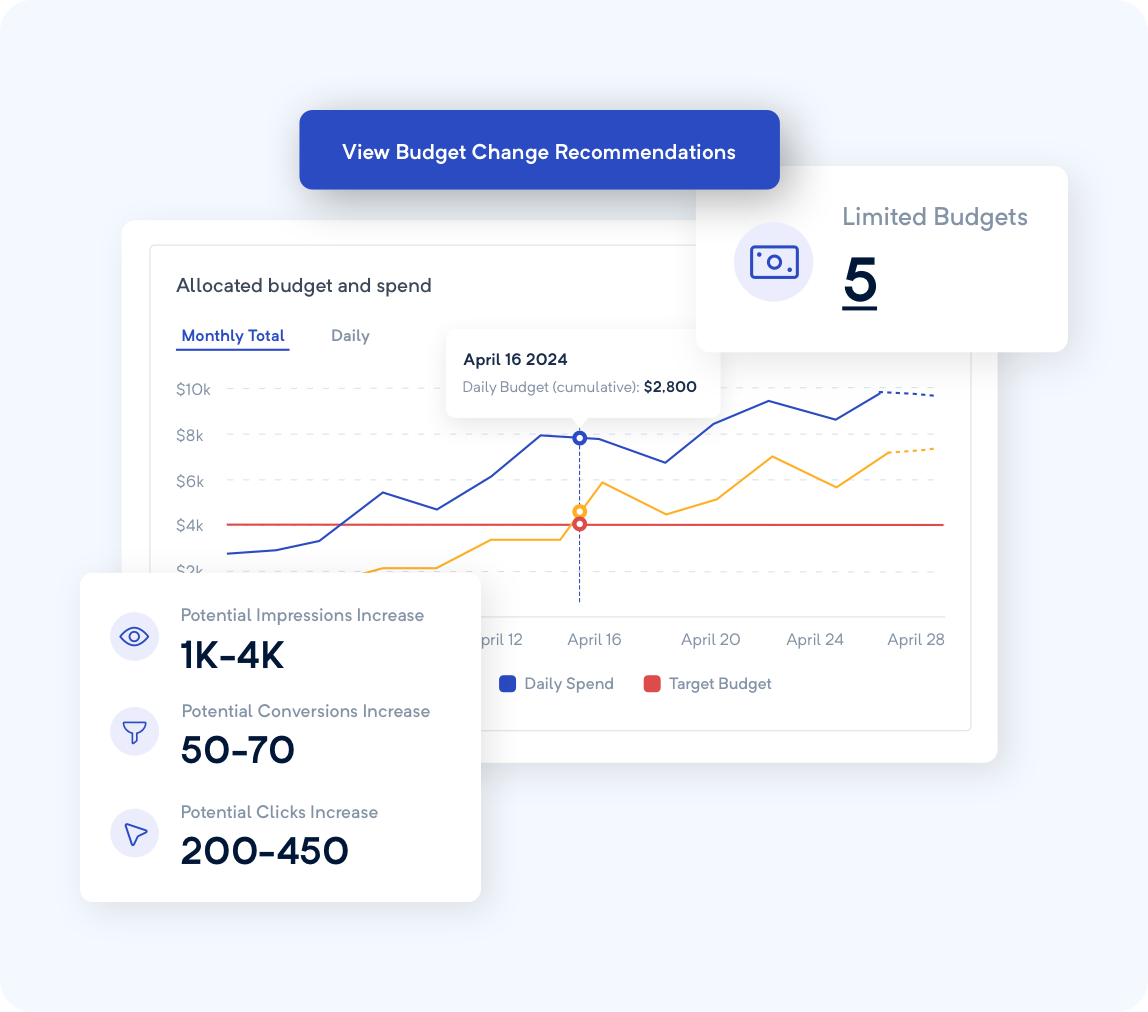 View Budget Change Recommendations
Limited Budgets
5
Allocated budget and spend
Monthly Total
Daily
April 16 2024
Daily Budget (cumulative): $2,800
$10k
$8k
$6k
$4k
$2k
Potential Impressions Increase
1K-4K
Potential Conversions Increase
50-70
Potential Clicks Increase
200-450
12
April 16
April 20
April 24
April 28
Daily Spend
Target Budget